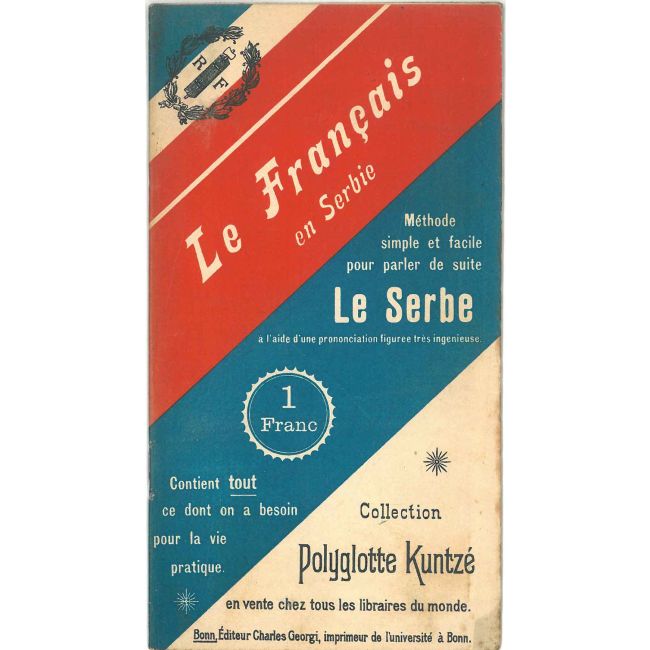 R F
Le Français
en Serbie
Méthode
simple et facile
pour parler de suite
Le Serbe
à l'aide d'une prononciation figuree très ingenieuse.
1
Franc
Contient tout
ce dont on a besoin
pour la vie
pratique.
Collection
Polyglotte Kuntzé
en vente chez tous les libraires du monde.
Bonn, Éditeur Charles Georgi, imprimeur de l'université à Bonn.